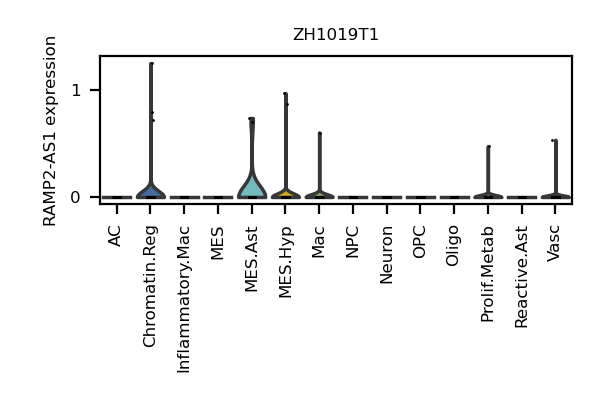 ZH1019T1
RAMP2-AS1 expression
1
0
AC
Chromatin.Reg
Inflammatory.Mac
MES
MES.Ast
MES.Hyp
Mac
NPC
Neuron
OPC
Oligo
Prolif.Metab
Reactive.Ast
Vasc